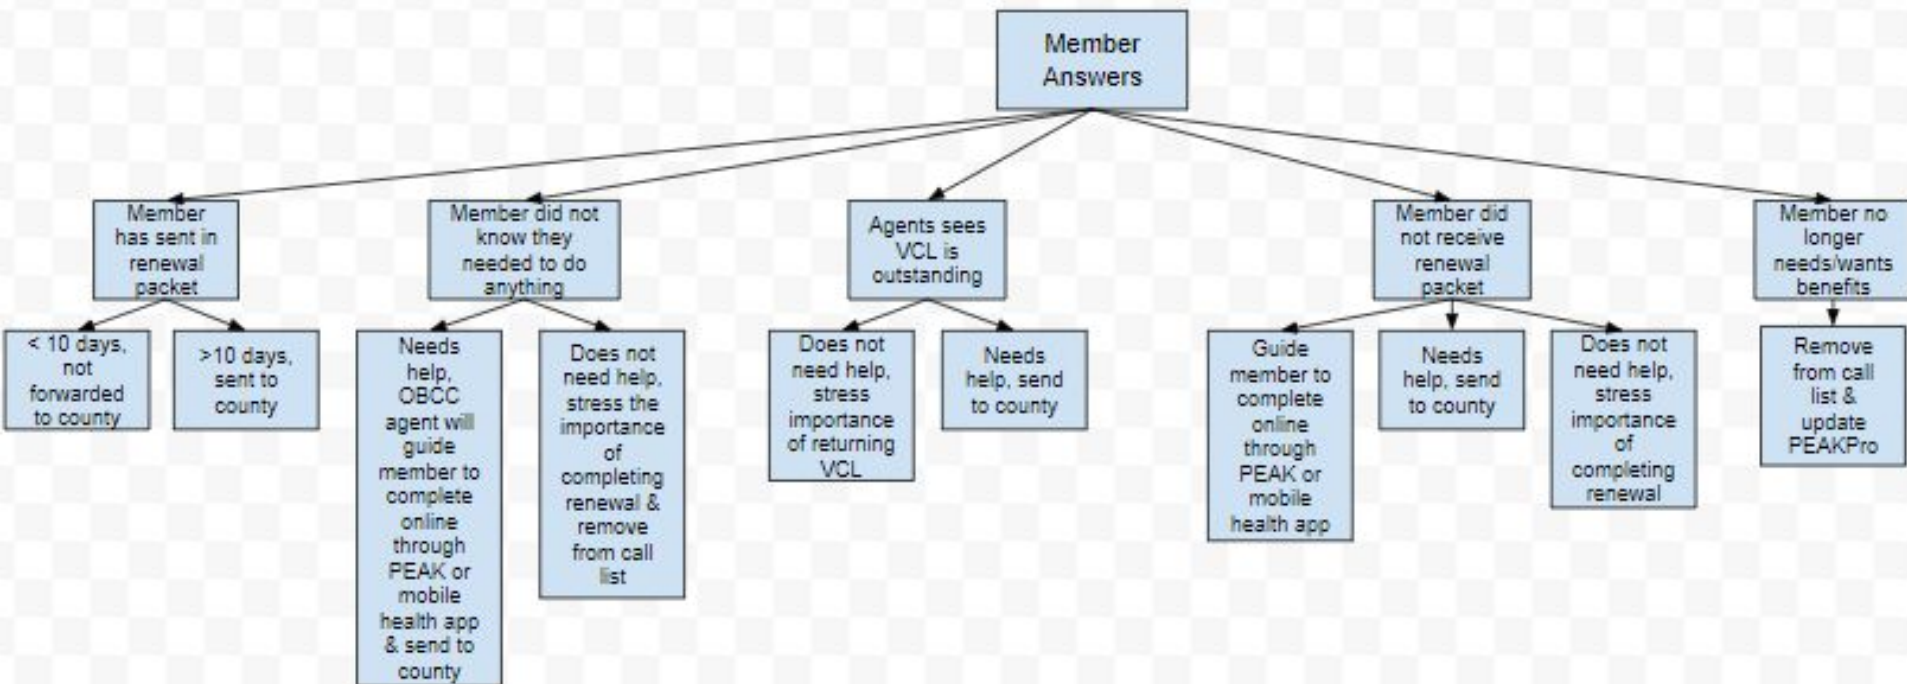 Member
Answers
Member
has sent in
renewal
packet
Member did not
know they
needed to do
anything
Agents sees
VCL is
outstanding
Member did
not receive
renewal
packet
Member no
longer
needs/wants
benefits
< 10 days,
not
forwarded
to county
>10 days,
sent to
county
Needs
help,
OBCC
agent will
guide
member to
complete
online
through
PEAK or
mobile
health app
& send to
county
Does not
need help,
stress the
importance
of
completing
renewal &
remove
from call
list
Does not
need help,
stress
importance
of returning
VCL
Needs
help, send
to county
Guide
member to
complete
online
through
PEAK or
mobile
health app
Needs
help, send
to county
Does not
need help,
stress
importance
of
completing
renewal
Remove
from call
list &
update
PEAKPro